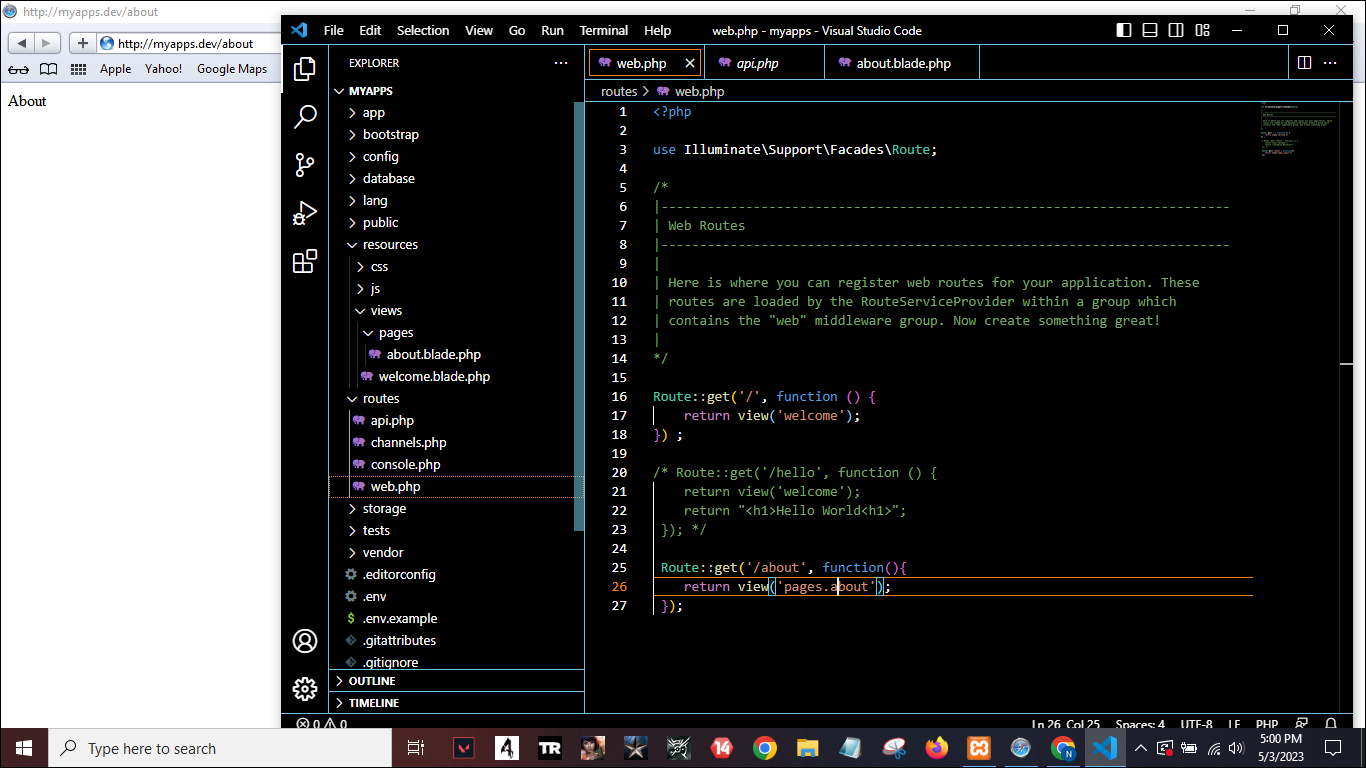 http://myapps.dev/about
http://myapps.dev/about
Apple Yahoo! Google Maps
About
File Edit Selection View Go Run Terminal Help
web.php - myapps - Visual Studio Code
EXPLORER
MYAPPS
app
bootstrap
config
database
lang
public
resources
css
js
views
pages
about.blade.php
welcome.blade.php
routes
api.php
channels.php
console.php
web.php
storage
tests
vendor
.editorconfig
.env
.env.example
.gitattributes
.gitignore
OUTLINE
TIMELINE
web.php api.php about.blade.php
routes > web.php
1 <?php
2
3 use Illuminate\Support\Facades\Route;
4
5 /*
6 |--------------------------------------------------------------------------
7 | Web Routes
8 |--------------------------------------------------------------------------
9 |
10 | Here is where you can register web routes for your application. These
11 | routes are loaded by the RouteServiceProvider within a group which
12 | contains the "web" middleware group. Now create something great!
13 |
14 */
15
16 Route::get('/', function () {
17     return view('welcome');
18 }) ;
19
20 /* Route::get('/hello', function () {
21     return view('welcome');
22     return "<h1>Hello World<h1>";
23  }); */
24
25  Route::get('/about', function(){
26     return view('pages.about');
27  });
0 0
Ln 26, Col 25 Spaces: 4 UTF-8 LF PHP
Type here to search
4 TR 14 N
5:00 PM
5/3/2023